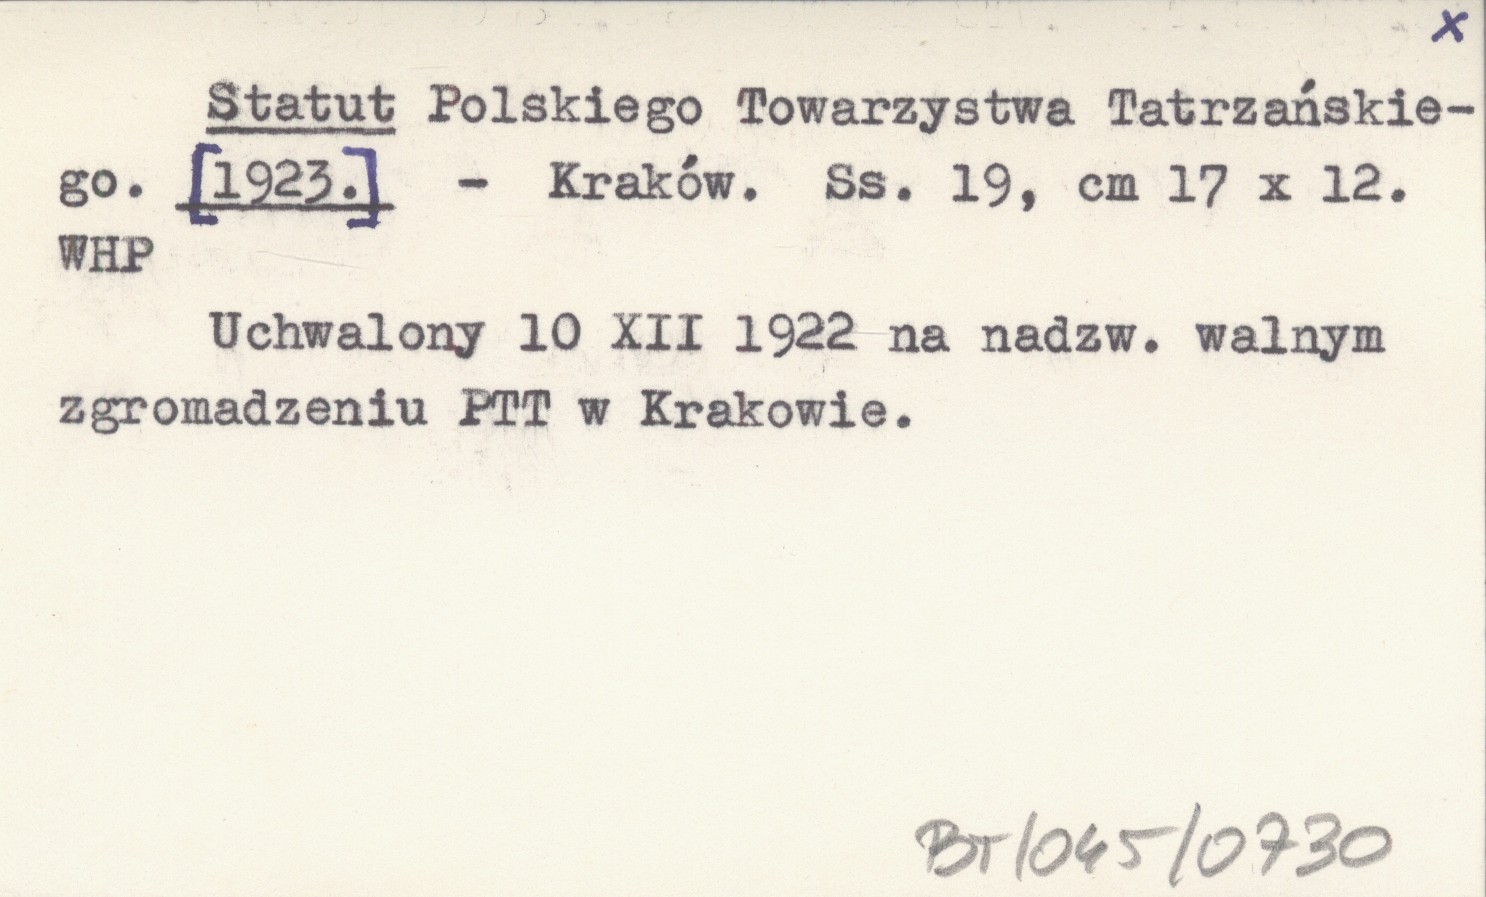 x
Statut Polskiego Towarzystwa Tatrzańskie-
go. [1923.] - Kraków. Ss. 19, cm 17 x 12.
WHP
Uchwalony 10 XII 1922 na nadzw. walnym
zgromadzeniu PTT w Krakowie.
BT/045/0730